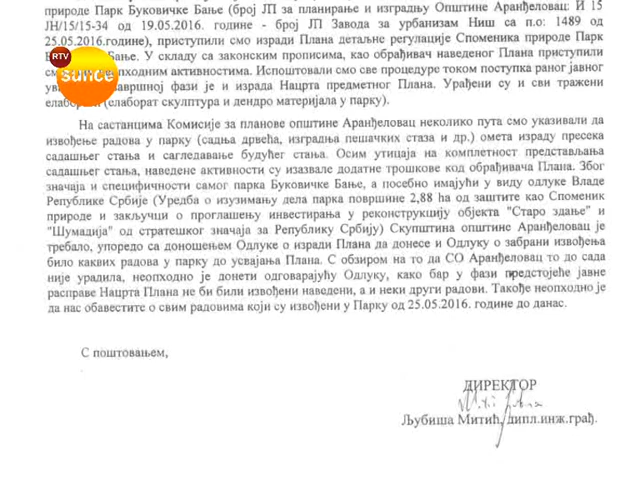 природе Парк Буковичке Бање (број ЈП за планирање и изградњу Општине Аранђеловац: И 15
ЈН/15/15-34 од 19.05.2016. године - број ЈП Завода за урбанизам Ниш са п.о: 1489 од
25.05.2016.године), приступили смо изради Плана детаљне регулације Споменика природе Парк
Бање. У складу са законским прописима, као обрађивач наведеног Плана приступили
RTV
sunce
неопходним активностима. Испоштовали смо све процедуре током поступка раног јавног
завршној фази је и израда Нацрта предметног Плана. Урађени су и сви тражени
елаборати (елаборат скулптура и дендро материјала у парку).
На састанцима Комисије за планове општине Аранђеловац неколико пута смо указивали да
извођење радова у парку (садња дрвећа, изградња пешачких стаза и др.) омета израду пресека
садашњег стања и сагледавање будућег стања. Осим утицаја на комплетност представљања
садашњег стања, наведене активности су изазвале додатне трошкове код обрађивача Плана. Због
значаја и специфичности самог парка Буковичке Бање, а посебно имајући у виду одлуке Владе
Републике Србије (Уредба о изузимању дела парка површине 2,88 ha од заштите као Споменик
природе и закључци о проглашењу инвестирања у реконструкцију објекта "Старо здање" и
"Шумадија" од стратешког значаја за Републику Србију) Скупштина општине Аранђеловац је
требало, упоредо са доношењем Одлуке о изради Плана да донесе и Одлуку о забрани извођења
било каквих радова у парку до усвајања Плана. С обзиром на то да СО Аранђеловац то до сада
није урадила, неопходно је донети одговарајућу Одлуку, како бар у фази предстојеће јавне
расправе Нацрта Плана не би били извођени наведени, а и неки други радови. Такође неопходно је
да нас обавестите о свим радовима који су извођени у Парку од 25.05.2016. године до данас.
С поштовањем,
ДИРЕКТОР
Љубиша Митић, дипл.инж.грађ.